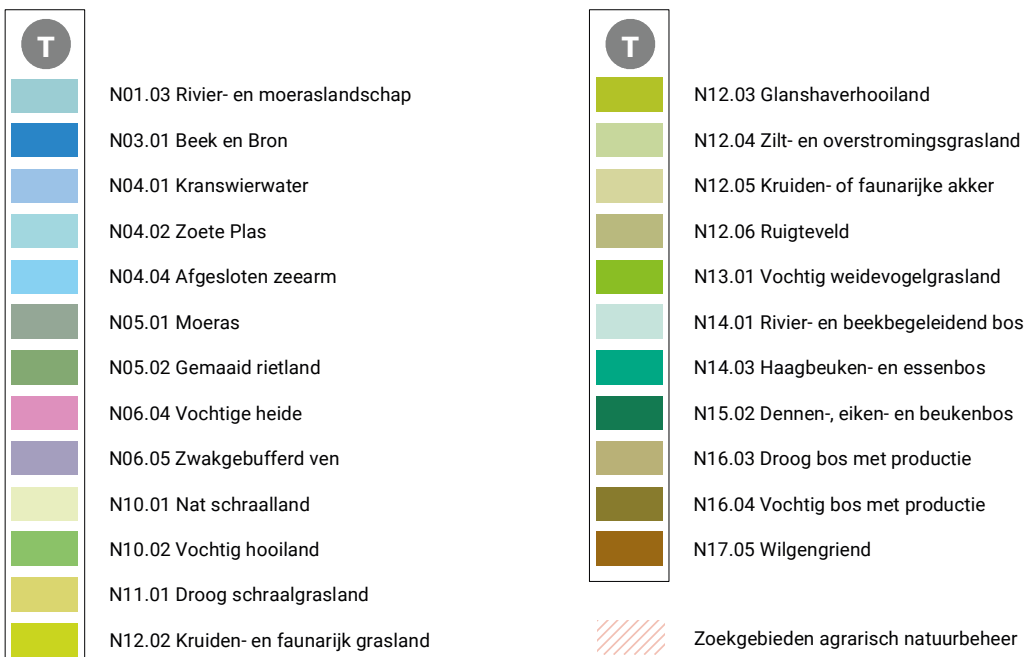 T
N01.03 Rivier- en moeraslandschap
N03.01 Beek en Bron
N04.01 Kranswierwater
N04.02 Zoete Plas
N04.04 Afgesloten zeearm
N05.01 Moeras
N05.02 Gemaaid rietland
N06.04 Vochtige heide
N06.05 Zwakgebufferd ven
N10.01 Nat schraalland
N10.02 Vochtig hooiland
N11.01 Droog schraalgrasland
N12.02 Kruiden- en faunarijk grasland
T
N12.03 Glanshaverhooiland
N12.04 Zilt- en overstromingsgrasland
N12.05 Kruiden- of faunarijke akker
N12.06 Ruigteveld
N13.01 Vochtig weidevogelgrasland
N14.01 Rivier- en beekbegeleidend bos
N14.03 Haagbeuken- en essenbos
N15.02 Dennen-, eiken- en beukenbos
N16.03 Droog bos met productie
N16.04 Vochtig bos met productie
N17.05 Wilgengriend
Zoekgebieden agrarisch natuurbeheer